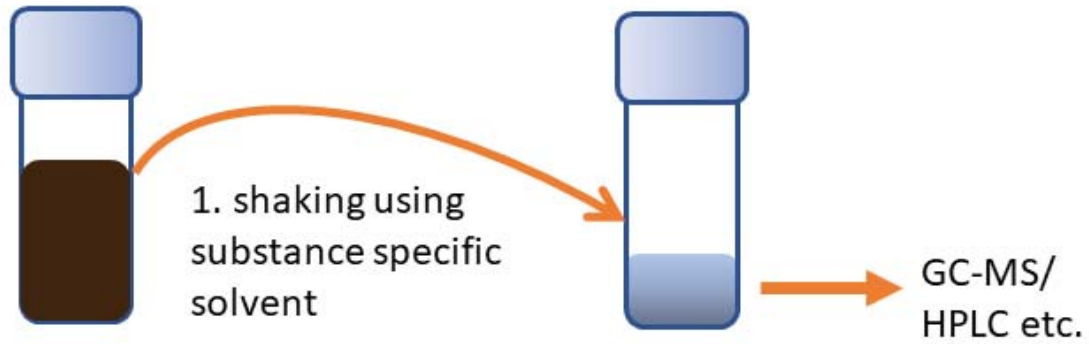 1. shaking using
substance specific
solvent
GC-MS/
HPLC etc.